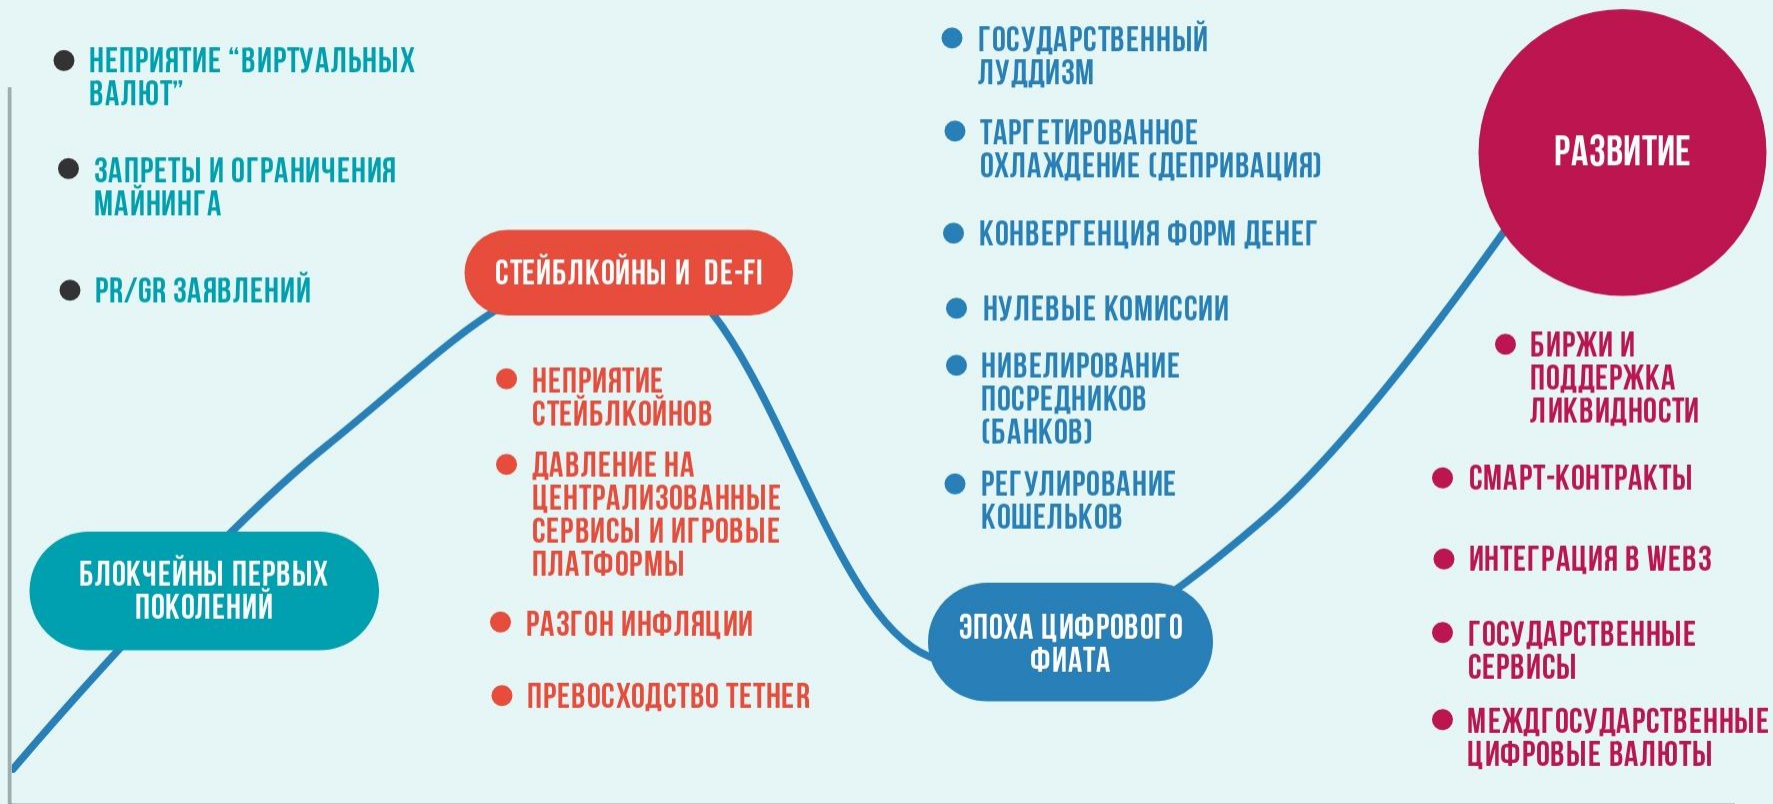 НЕПРИЯТИЕ “ВИРТУАЛЬНЫХ
ВАЛЮТ”
ЗАПРЕТЫ И ОГРАНИЧЕНИЯ
МАЙНИНГА
PR/GR ЗАЯВЛЕНИЙ
БЛОКЧЕЙНЫ ПЕРВЫХ
ПОКОЛЕНИЙ
СТЕЙБЛКОЙНЫ И DE-FI
НЕПРИЯТИЕ
СТЕЙБЛКОЙНОВ
ДАВЛЕНИЕ НА
ЦЕНТРАЛИЗОВАННЫЕ
СЕРВИСЫ И ИГРОВЫЕ
ПЛАТФОРМЫ
РАЗГОН ИНФЛЯЦИИ
ПРЕВОСХОДСТВО TETHER
ГОСУДАРСТВЕННЫЙ
ЛУДДИЗМ
ТАРГЕТИРОВАННОЕ
ОХЛАЖДЕНИЕ (ДЕПРИВАЦИЯ)
КОНВЕРГЕНЦИЯ ФОРМ ДЕНЕГ
НУЛЕВЫЕ КОМИССИИ
НИВЕЛИРОВАНИЕ
ПОСРЕДНИКОВ
(БАНКОВ)
РЕГУЛИРОВАНИЕ
КОШЕЛЬКОВ
ЭПОХА ЦИФРОВОГО
ФИАТА
РАЗВИТИЕ
БИРЖИ И
ПОДДЕРЖКА
ЛИКВИДНОСТИ
СМАРТ-КОНТРАКТЫ
ИНТЕГРАЦИЯ В WEB3
ГОСУДАРСТВЕННЫЕ
СЕРВИСЫ
МЕЖДГОСУДАРСТВЕННЫЕ
ЦИФРОВЫЕ ВАЛЮТЫ